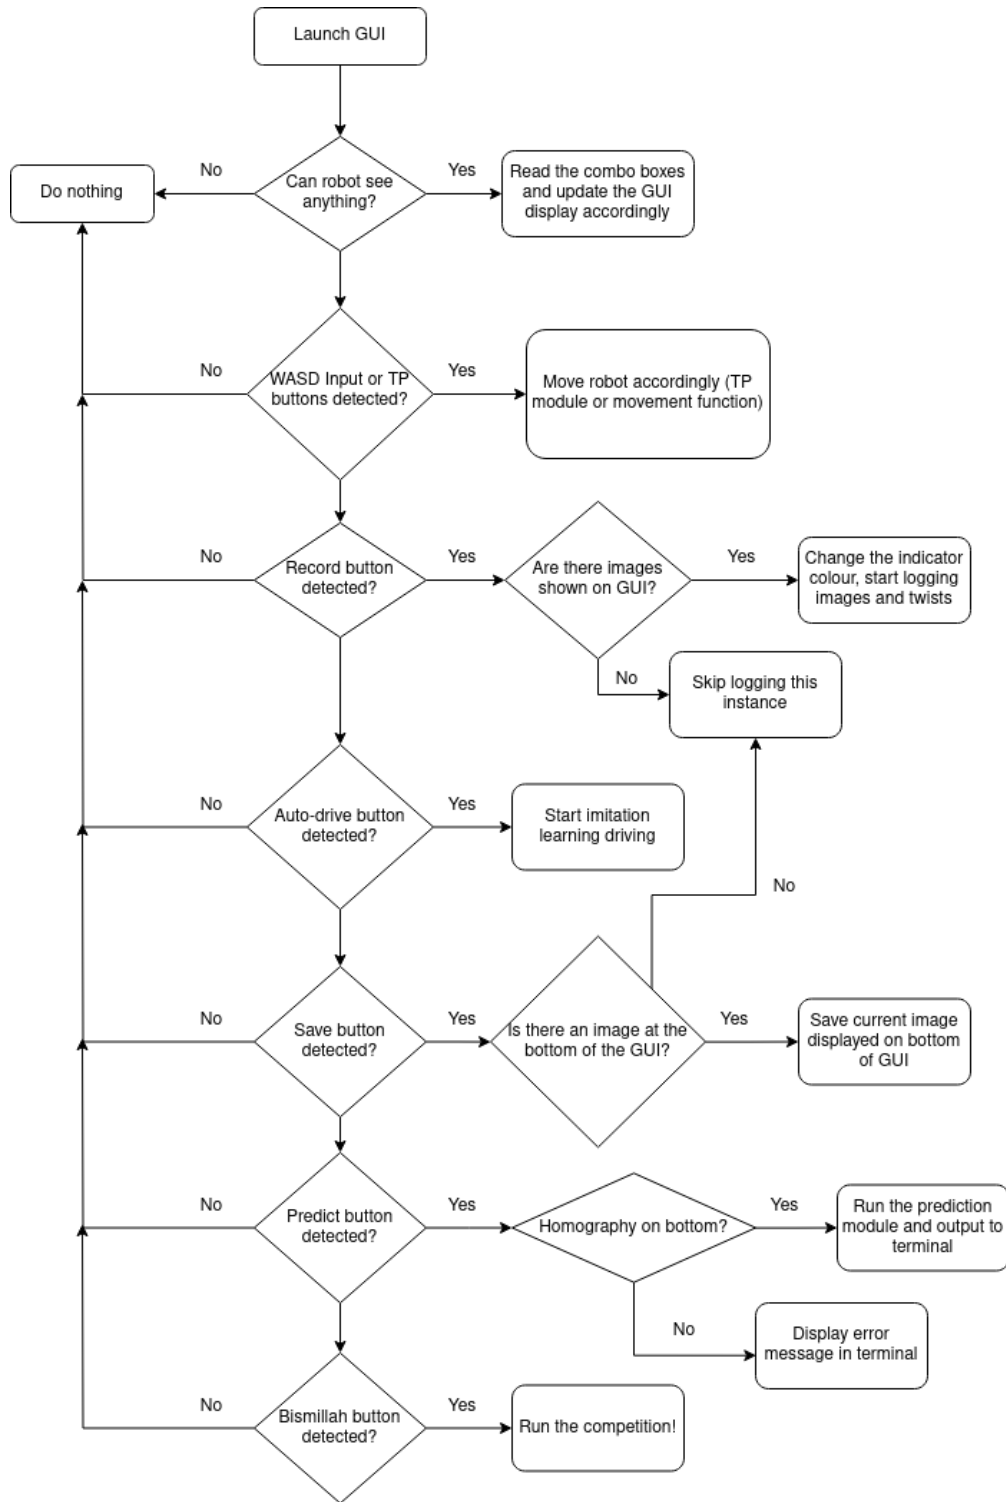 Launch GUI
No
Yes
Do nothing
Can robot see
anything?
Read the combo boxes
and update the GUI
display accordingly
No
Yes
WASD Input or TP
buttons detected?
Move robot accordingly (TP
module or movement function)
No
Yes
Yes
Record button
detected?
Are there images
shown on GUI?
Change the indicator
colour, start logging
images and twists
No
Skip logging this
instance
No
Yes
Auto-drive button
detected?
Start imitation
learning driving
No
No
Yes
Yes
Save button
detected?
Is there an image at the
bottom of the GUI?
Save current image
displayed on bottom
of GUI
No
Yes
Yes
Predict button
detected?
Homography on bottom?
Run the prediction
module and output to
terminal
No
Display error
message in terminal
No
Yes
Bismillah button
detected?
Run the competition!